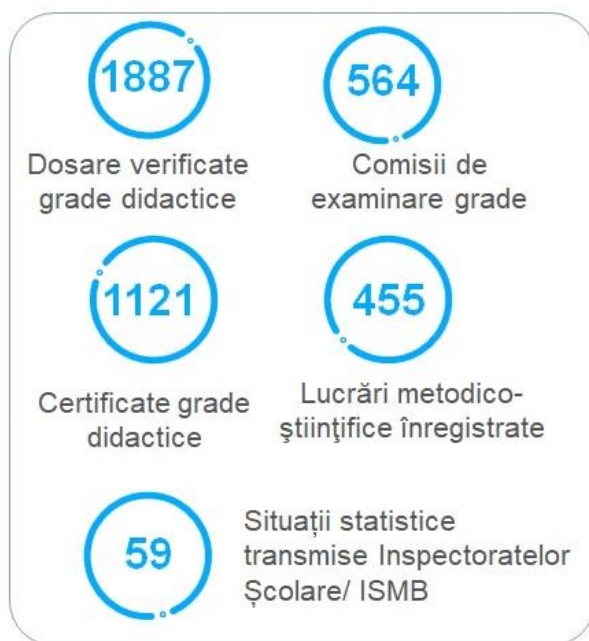 1887
Dosare verificate
grade didactice
564
Comisii de
examinare grade
1121
Certificate grade
didactice
455
Lucrări metodico-
ştiinţifice înregistrate
59
Situații statistice
transmise Inspectoratelor
Școlare/ ISMB